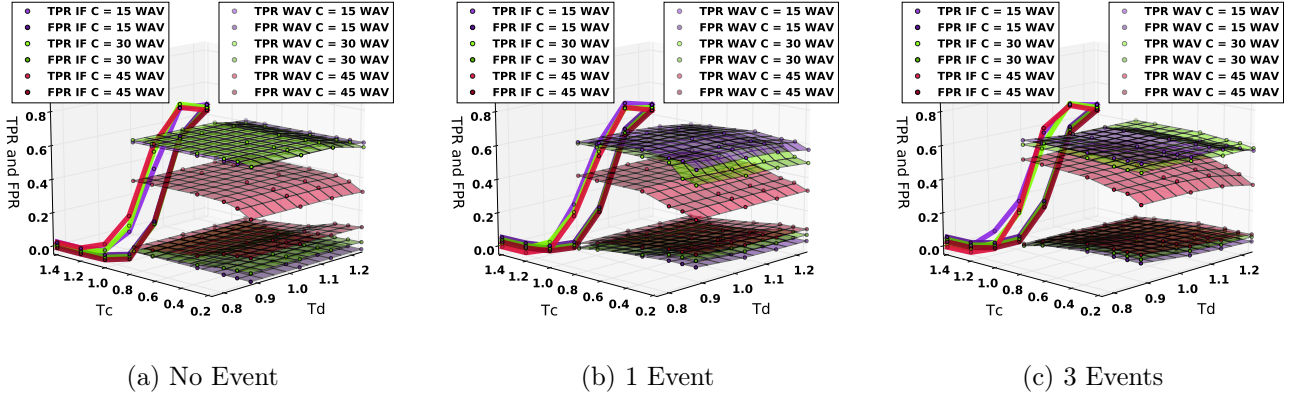 TPR IF C = 15 WAV
FPR IF C = 15 WAV
TPR IF C = 30 WAV
FPR IF C = 30 WAV
TPR IF C = 45 WAV
FPR IF C = 45 WAV
TPR WAV C = 15 WAV
FPR WAV C = 15 WAV
TPR WAV C = 30 WAV
FPR WAV C = 30 WAV
TPR WAV C = 45 WAV
FPR WAV C = 45 WAV
TPR and FPR
0.8
0.6
0.4
0.2
0.0
1.4
1.2
1.0
0.8
0.6
0.4
0.2
Tc
0.8
0.9
1.0
1.1
1.2
Td
(a) No Event
TPR IF C = 15 WAV
FPR IF C = 15 WAV
TPR IF C = 30 WAV
FPR IF C = 30 WAV
TPR IF C = 45 WAV
FPR IF C = 45 WAV
TPR WAV C = 15 WAV
FPR WAV C = 15 WAV
TPR WAV C = 30 WAV
FPR WAV C = 30 WAV
TPR WAV C = 45 WAV
FPR WAV C = 45 WAV
TPR and FPR
0.8
0.6
0.4
0.2
0.0
1.4
1.2
1.0
0.8
0.6
0.4
0.2
Tc
0.8
0.9
1.0
1.1
1.2
Td
(b) 1 Event
TPR IF C = 15 WAV
FPR IF C = 15 WAV
TPR IF C = 30 WAV
FPR IF C = 30 WAV
TPR IF C = 45 WAV
FPR IF C = 45 WAV
TPR WAV C = 15 WAV
FPR WAV C = 15 WAV
TPR WAV C = 30 WAV
FPR WAV C = 30 WAV
TPR WAV C = 45 WAV
FPR WAV C = 45 WAV
TPR and FPR
0.8
0.6
0.4
0.2
0.0
1.4
1.2
1.0
0.8
0.6
0.4
0.2
Tc
0.8
0.9
1.0
1.1
1.2
Td
(c) 3 Events